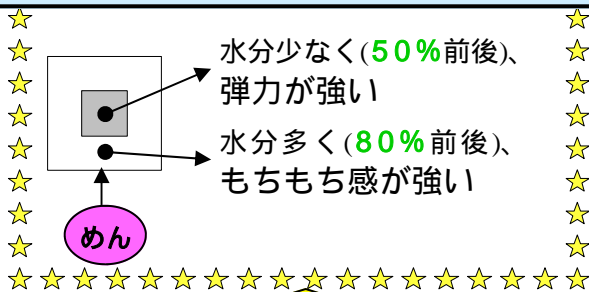 水分少なく(50%前後)、
弾力が強い
水分多く(80%前後)、
もちもち感が強い
めん